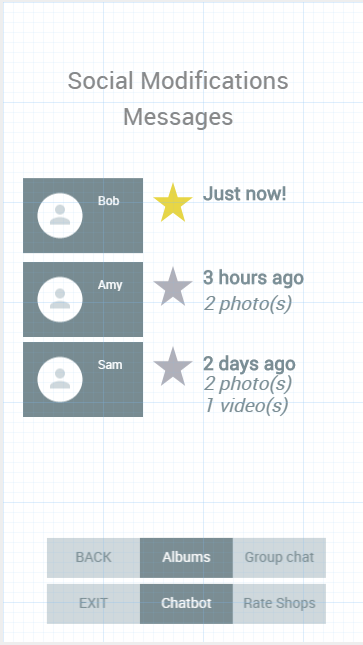 Social Modifications
Messages
Bob
Just now!
Amy
3 hours ago
2 photo(s)
Sam
2 days ago
2 photo(s)
1 video(s)
BACK
Albums
Group chat
EXIT
Chatbot
Rate Shops